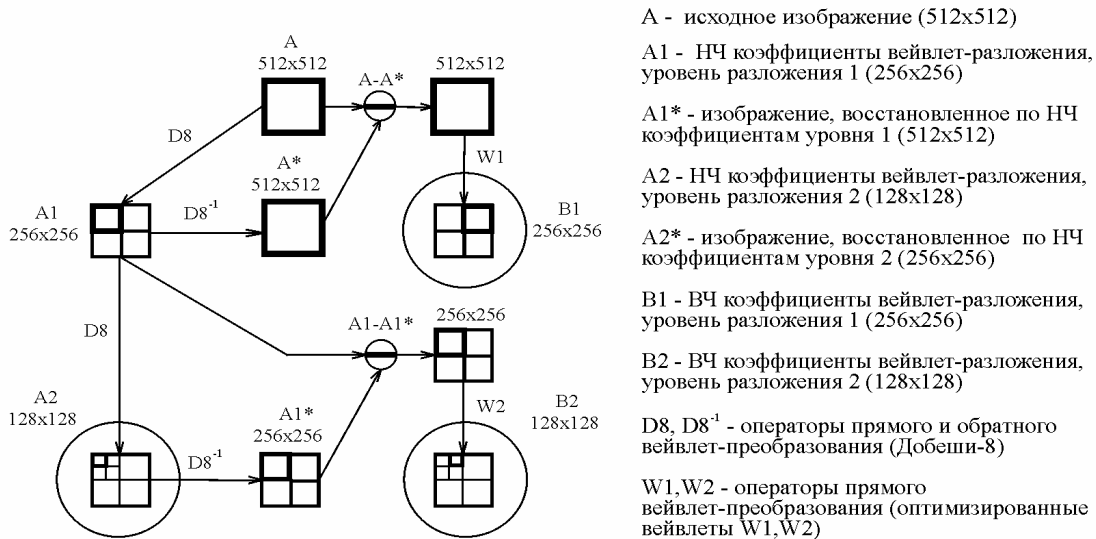 A
512x512
512x512
A-A*
D8
W1
A*
512x512
A1
256x256
D8⁻¹
B1
256x256
D8
A1-A1*
256x256
A2
128x128
A1*
256x256
W2
B2
128x128
D8⁻¹
A - исходное изображение (512x512)
A1 - НЧ коэффициенты вейвлет-разложения,
уровень разложения 1 (256x256)
A1* - изображение, восстановленное по НЧ
коэффициентам уровня 1 (512x512)
A2 - НЧ коэффициенты вейвлет-разложения,
уровень разложения 2 (128x128)
A2* - изображение, восстановленное по НЧ
коэффициентам уровня 2 (256x256)
B1 - ВЧ коэффициенты вейвлет-разложения,
уровень разложения 1 (256x256)
B2 - ВЧ коэффициенты вейвлет-разложения,
уровень разложения 2 (128x128)
D8, D8⁻¹ - операторы прямого и обратного
вейвлет-преобразования (Добеши-8)
W1,W2 - операторы прямого
вейвлет-преобразования (оптимизированные
вейвлеты W1,W2)